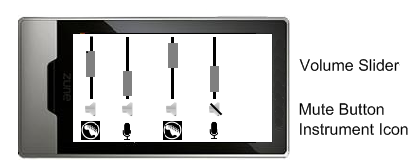 zune
Volume Slider
Mute Button
Instrument Icon